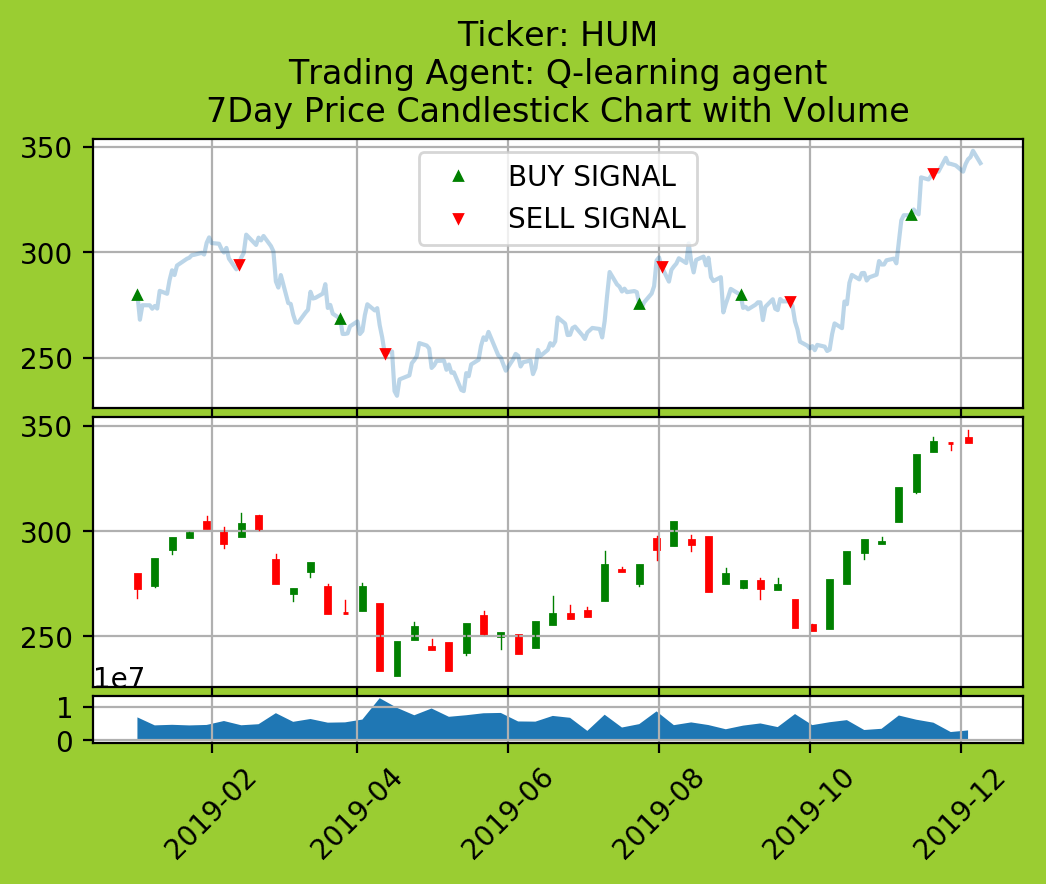 Ticker: HUM
Trading Agent: Q-learning agent
7Day Price Candlestick Chart with Volume
350
300
250
BUY SIGNAL
SELL SIGNAL
350
300
250
1e7
1
0
2019-02
2019-04
2019-06
2019-08
2019-10
2019-12